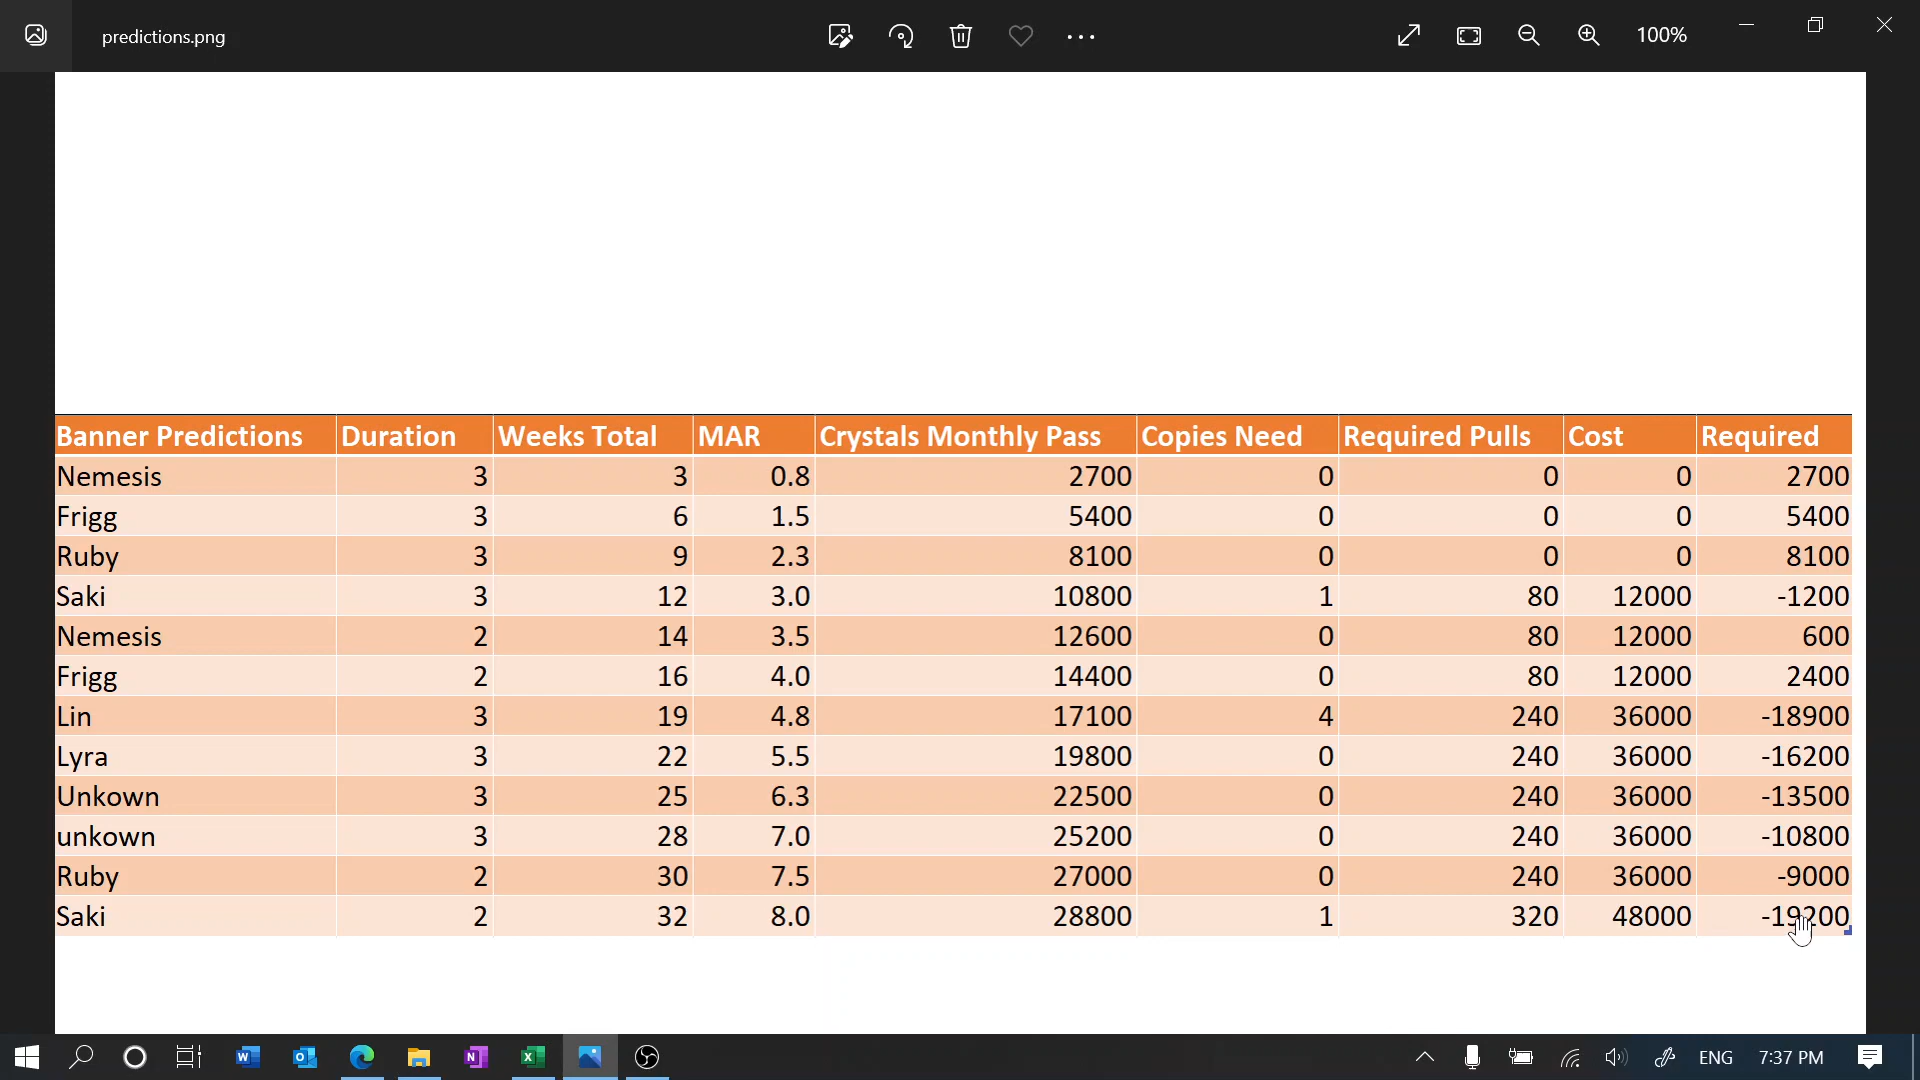 predictions.png
100%
Banner Predictions Duration Weeks Total MAR Crystals Monthly Pass Copies Need Required Pulls Cost Required
Nemesis 3 3 0.8 2700 0 0 0 2700
Frigg 3 6 1.5 5400 0 0 0 5400
Ruby 3 9 2.3 8100 0 0 0 8100
Saki 3 12 3.0 10800 1 80 12000 -1200
Nemesis 2 14 3.5 12600 0 80 12000 600
Frigg 2 16 4.0 14400 0 80 12000 2400
Lin 3 19 4.8 17100 4 240 36000 -18900
Lyra 3 22 5.5 19800 0 240 36000 -16200
Unkown 3 25 6.3 22500 0 240 36000 -13500
unkown 3 28 7.0 25200 0 240 36000 -10800
Ruby 2 30 7.5 27000 0 240 36000 -9000
Saki 2 32 8.0 28800 1 320 48000 -19200
ENG 7:37 PM